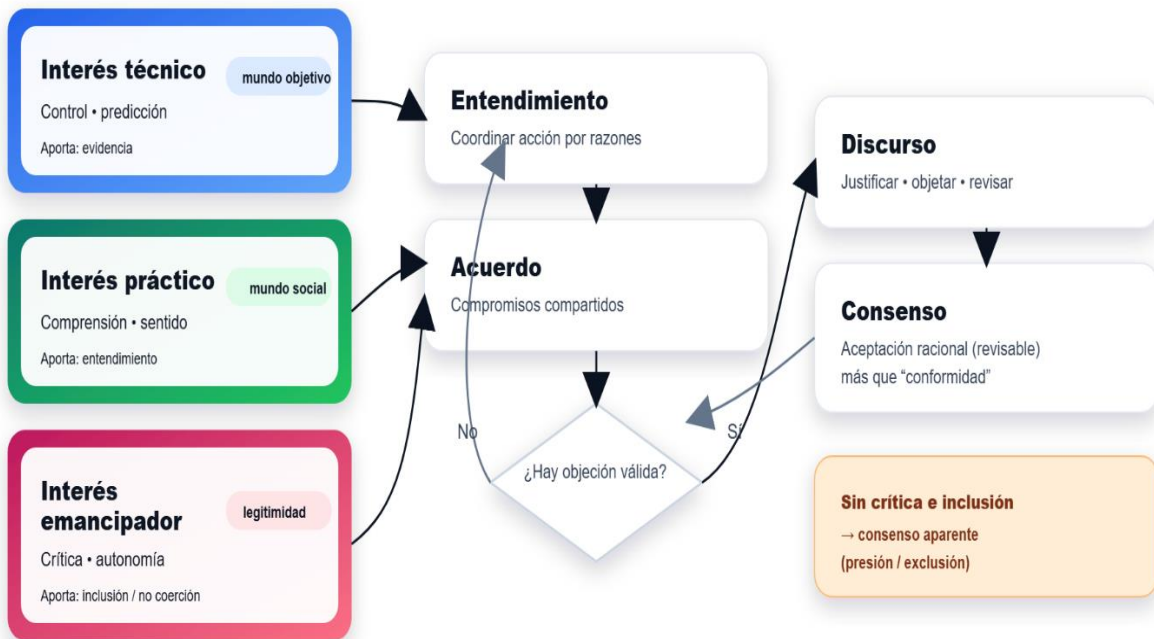 Interés técnico
mundo objetivo
Control • predicción
Aporta: evidencia
Interés práctico
mundo social
Comprensión • sentido
Aporta: entendimiento
Interés
emancipador
legitimidad
Crítica • autonomía
Aporta: inclusión / no coerción
Entendimiento
Coordinar acción por razones
Acuerdo
Compromisos compartidos
No
Sí
¿Hay objeción válida?
Discurso
Justificar • objetar • revisar
Consenso
Aceptación racional (revisable)
más que “conformidad”
Sin crítica e inclusión
→ consenso aparente
(presión / exclusión)